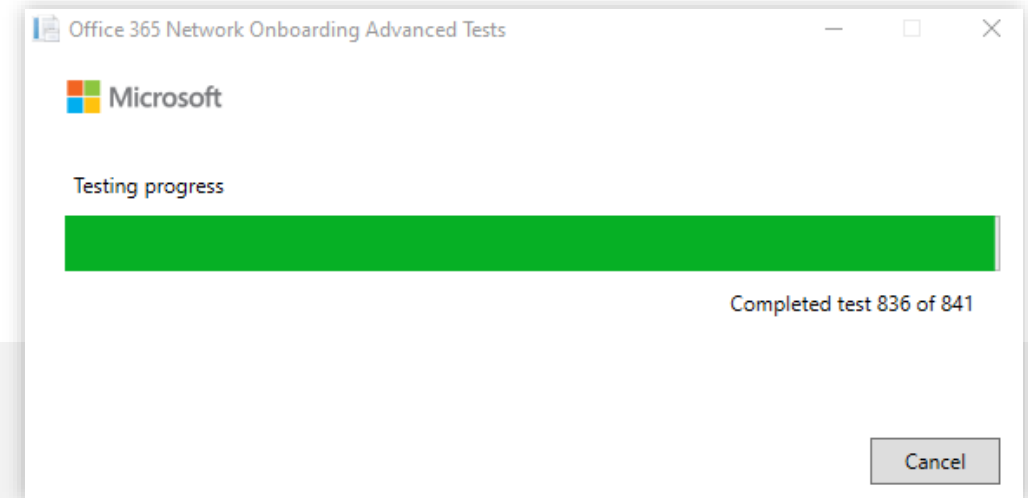 Office 365 Network Onboarding Advanced Tests
Microsoft
Testing progress
Completed test 836 of 841
Cancel